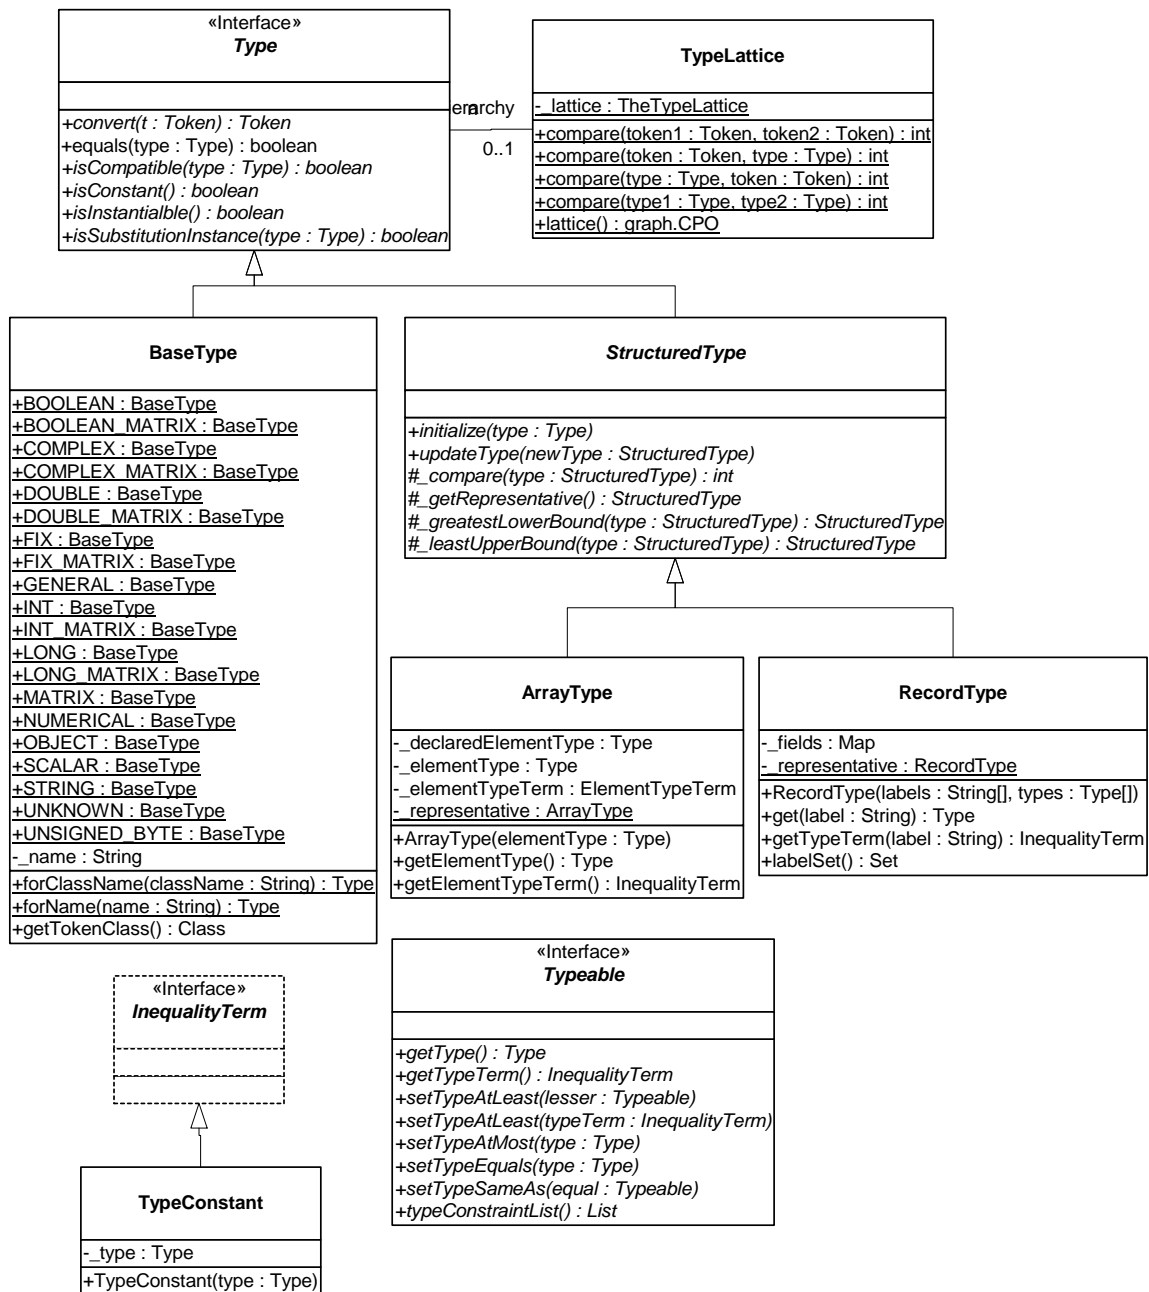 «Interface»
Type
+convert(t : Token) : Token
+equals(type : Type) : boolean
+isCompatible(type : Type) : boolean
+isConstant() : boolean
+isInstantialble() : boolean
+isSubstitutionInstance(type : Type) : boolean
0..1
TypeLattice
-_lattice : TheTypeLattice
+compare(token1 : Token, token2 : Token) : int
+compare(token : Token, type : Type) : int
+compare(type : Type, token : Token) : int
+compare(type1 : Type, type2 : Type) : int
+lattice() : graph.CPO
BaseType
+BOOLEAN : BaseType
+BOOLEAN_MATRIX : BaseType
+COMPLEX : BaseType
+COMPLEX_MATRIX : BaseType
+DOUBLE : BaseType
+DOUBLE_MATRIX : BaseType
+FIX : BaseType
+FIX_MATRIX : BaseType
+GENERAL : BaseType
+INT : BaseType
+INT_MATRIX : BaseType
+LONG : BaseType
+LONG_MATRIX : BaseType
+MATRIX : BaseType
+NUMERICAL : BaseType
+OBJECT : BaseType
+SCALAR : BaseType
+STRING : BaseType
+UNKNOWN : BaseType
+UNSIGNED_BYTE : BaseType
-_name : String
+forClassName(className : String) : Type
+forName(name : String) : Type
+getTokenClass() : Class
StructuredType
+initialize(type : Type)
+updateType(newType : StructuredType)
#_compare(type : StructuredType) : int
#_getRepresentative() : StructuredType
#_greatestLowerBound(type : StructuredType) : StructuredType
#_leastUpperBound(type : StructuredType) : StructuredType
ArrayType
-_declaredElementType : Type
-_elementType : Type
-_elementTypeTerm : ElementTypeTerm
-_representative : ArrayType
+ArrayType(elementType : Type)
+getElementType() : Type
+getElementTypeTerm() : InequalityTerm
RecordType
-_fields : Map
-_representative : RecordType
+RecordType(labels : String[], types : Type[])
+get(label : String) : Type
+getTypeTerm(label : String) : InequalityTerm
+labelSet() : Set
«Interface»
InequalityTerm
TypeConstant
-_type : Type
+TypeConstant(type : Type)
«Interface»
Typeable
+getType() : Type
+getTypeTerm() : InequalityTerm
+setTypeAtLeast(lesser : Typeable)
+setTypeAtLeast(typeTerm : InequalityTerm)
+setTypeAtMost(type : Type)
+setTypeEquals(type : Type)
+setTypeSameAs(equal : Typeable)
+typeConstraintList() : List